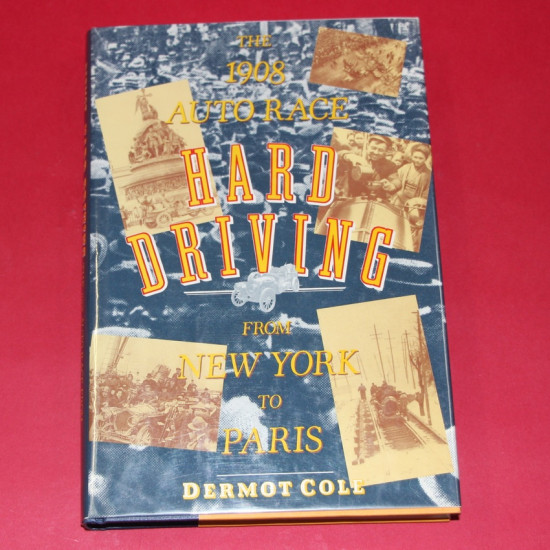 THE
1908
AUTO RACE
HARD
DRIVING
FROM
NEW YORK
TO
PARIS
DERMOT COLE